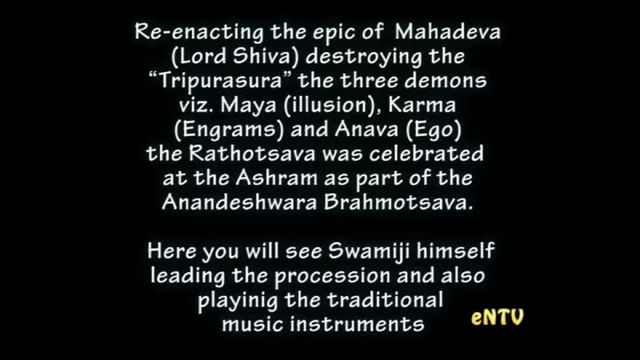 Re-enacting the epic of Mahadeva
(Lord Shiva) destroying the
“Tripurasura” the three demons
viz. Maya (illusion), Karma
(Engrams) and Anava (Ego)
the Rathotsava was celebrated
at the Ashram as part of the
Anandeshwara Brahmotsava.
Here you will see Swamiji himself
leading the procession and also
playinig the traditional
music instruments
eNTV